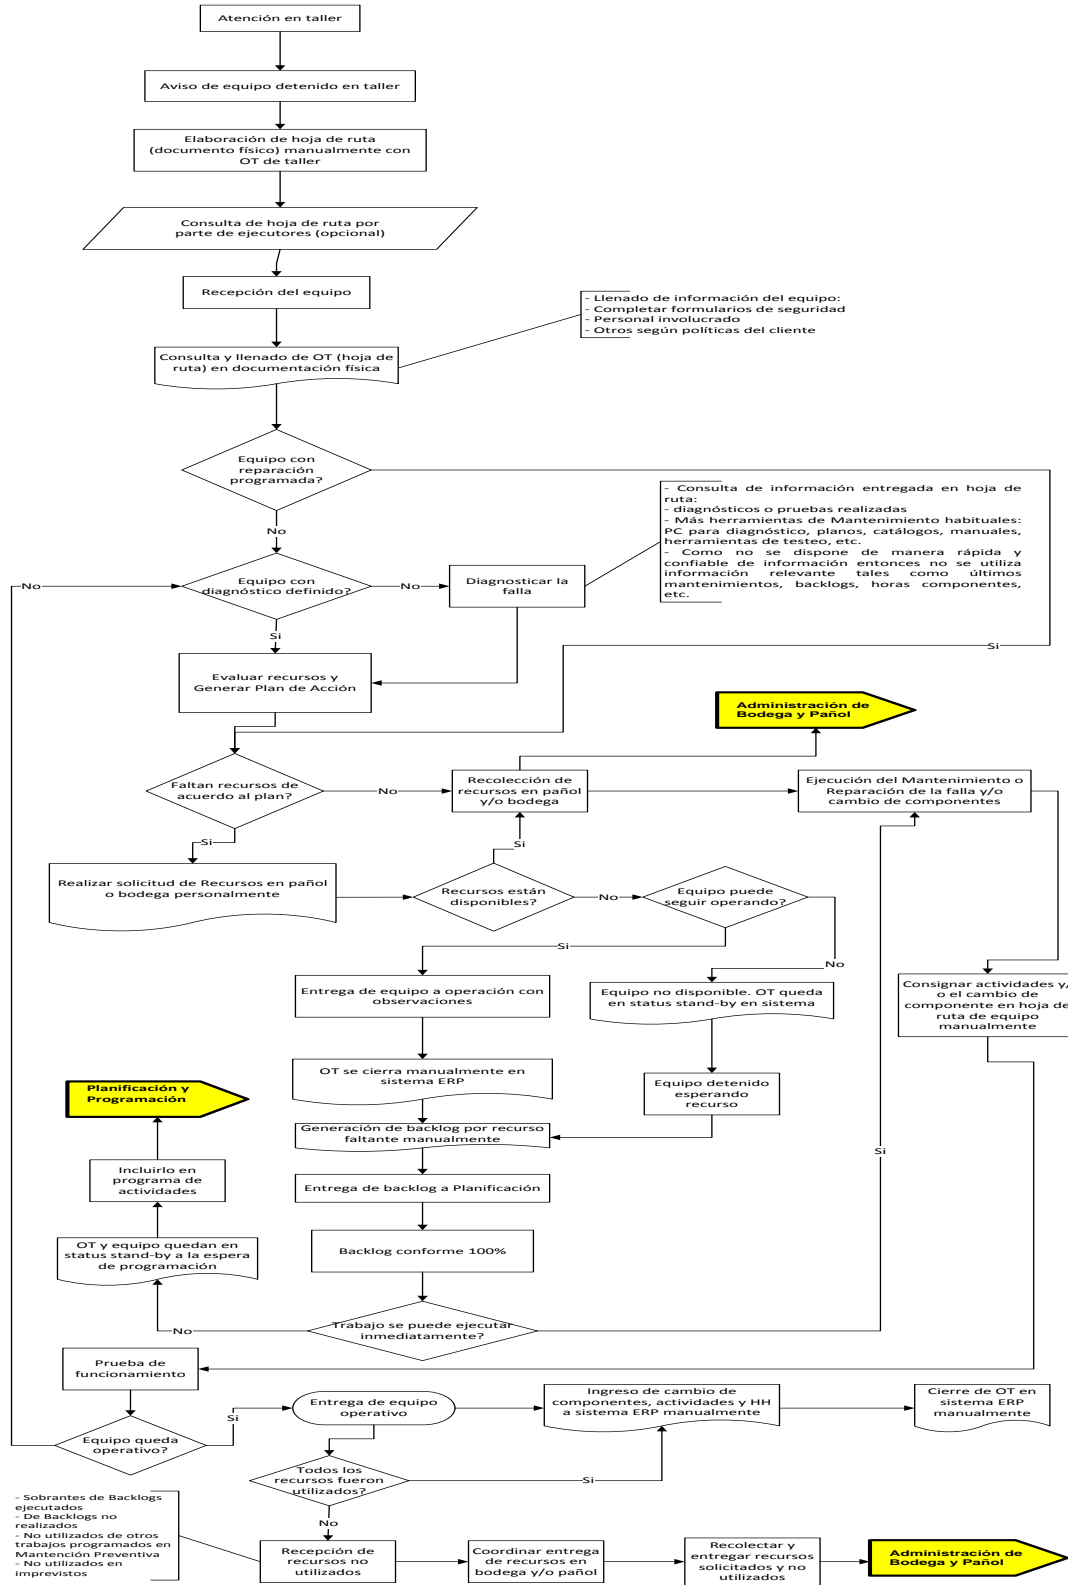 Atención en taller
Aviso de equipo detenido en taller
Elaboración de hoja de ruta
(documento físico) manualmente con
OT de taller
Consulta de hoja de ruta por
parte de ejecutores (opcional)
Recepción del equipo
- Llenado de información del equipo:
- Completar formularios de seguridad
- Personal involucrado
- Otros según políticas del cliente
Consulta y llenado de OT (hoja de
ruta) en documentación física
Equipo con
reparación
programada?
- Consulta de información entregada en hoja de
ruta:
- diagnósticos o pruebas realizadas
- Más herramientas de Mantenimiento habituales:
PC para diagnóstico, planos, catálogos, manuales,
herramientas de testeo, etc.
- Como no se dispone de manera rápida y
confiable de información entonces no se utiliza
información relevante tales como últimos
mantenimientos, backlogs, horas componentes,
etc.
No
No
Equipo con
diagnóstico definido?
No
Diagnosticar la
falla
Si
Si
Evaluar recursos y
Generar Plan de Acción
Administración de
Bodega y Pañol
Faltan recursos de
acuerdo al plan?
No
Recolección de
recursos en pañol
y/o bodega
Ejecución del Mantenimiento o
Reparación de la falla y/o
cambio de componentes
Si
Si
Realizar solicitud de Recursos en pañol
o bodega personalmente
Recursos están
disponibles?
No
Equipo puede
seguir operando?
Si
No
Entrega de equipo a operación con
observaciones
Equipo no disponible. OT queda
en status stand-by en sistema
Consignar actividades y/
o el cambio de
componente en hoja de
ruta de equipo
manualmente
OT se cierra manualmente en
sistema ERP
Equipo detenido
esperando
recurso
Planificación y
Programación
Generación de backlog por recurso
faltante manualmente
Si
Incluirlo en
programa de
actividades
Entrega de backlog a Planificación
OT y equipo quedan en
status stand-by a la espera
de programación
Backlog conforme 100%
No
Trabajo se puede ejecutar
inmediatamente?
Prueba de
funcionamiento
Equipo queda
operativo?
Si
Entrega de equipo
operativo
Ingreso de cambio de
componentes, actividades y HH
a sistema ERP manualmente
Cierre de OT en
sistema ERP
manualmente
Todos los
recursos fueron
utilizados?
Si
No
- Sobrantes de Backlogs
ejecutados
- De Backlogs no
realizados
- No utilizados de otros
trabajos programados en
Mantención Preventiva
- No utilizados en
imprevistos
Recepción de
recursos no
utilizados
Coordinar entrega
de recursos en
bodega y/o pañol
Recolectar y
entregar recursos
solicitados y no
utilizados
Administración de
Bodega y Pañol